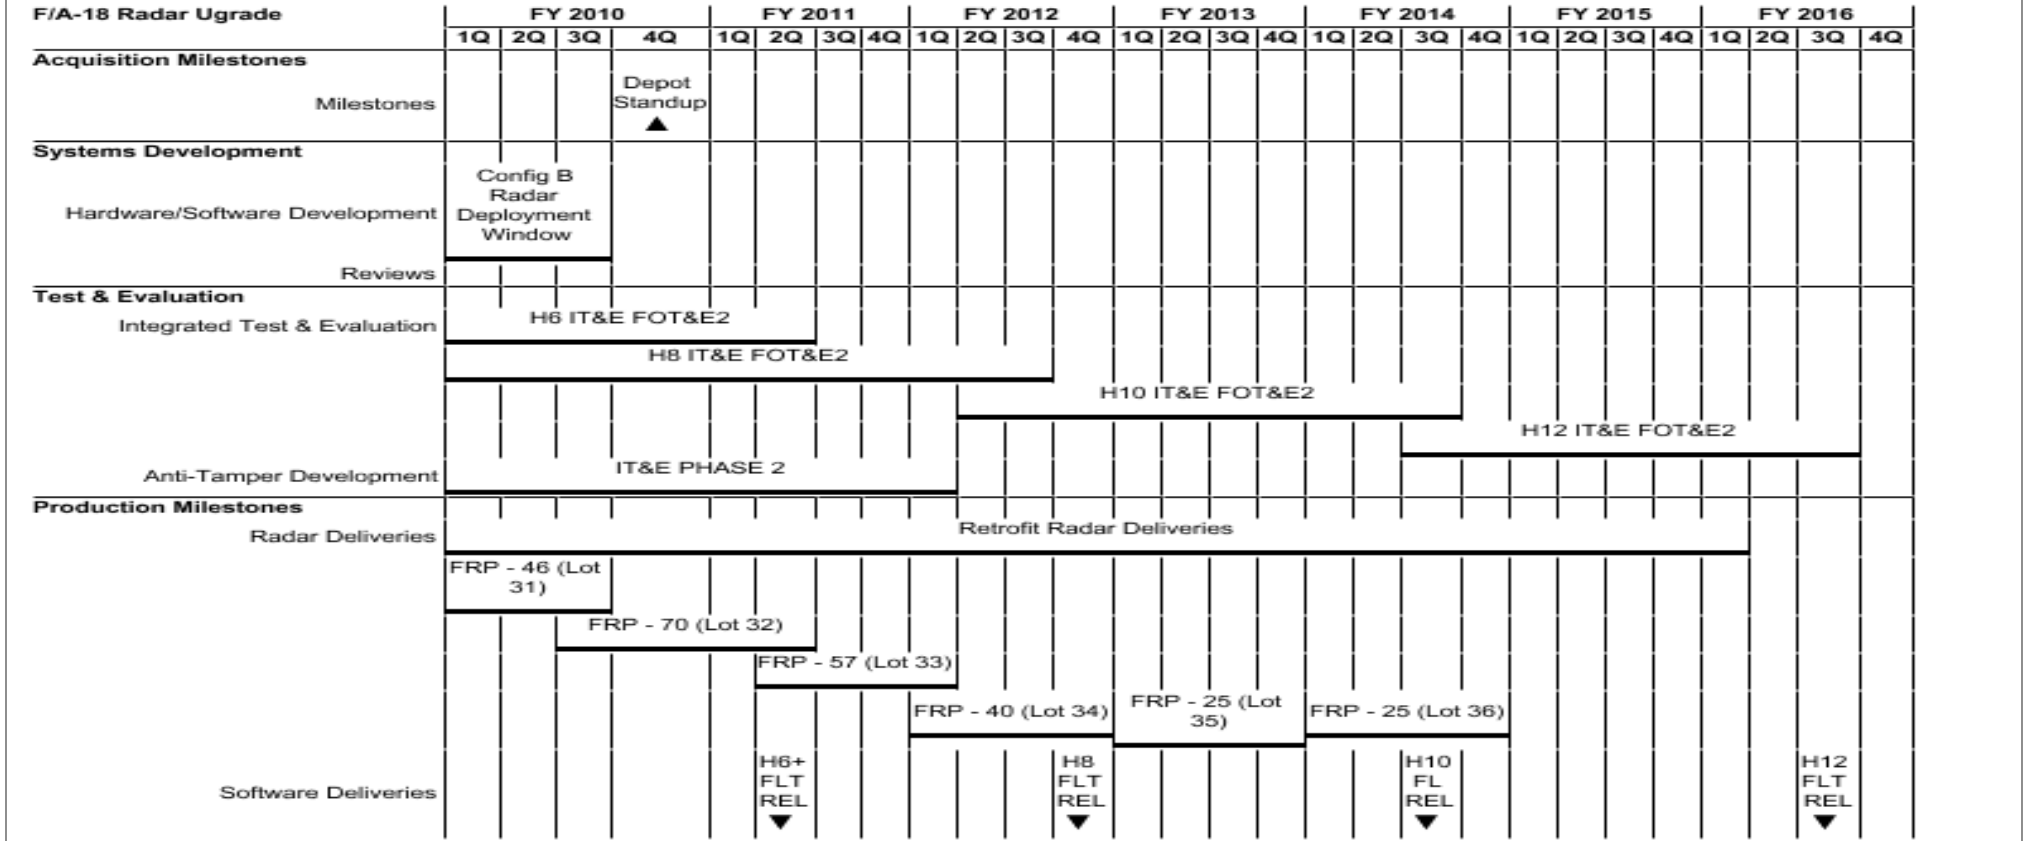 F/A-18 Radar Ugrade FY 2010 FY 2011 FY 2012 FY 2013 FY 2014 FY 2015 FY 2016
1Q 2Q 3Q 4Q 1Q 2Q 3Q 4Q 1Q 2Q 3Q 4Q 1Q 2Q 3Q 4Q 1Q 2Q 3Q 4Q 1Q 2Q 3Q 4Q 1Q 2Q 3Q 4Q
Acquisition Milestones
Milestones
Depot
Standup
Systems Development
Hardware/Software Development
Config B
Radar
Deployment
Window
Reviews
Test & Evaluation
Integrated Test & Evaluation
H6 IT&E FOT&E2
H8 IT&E FOT&E2
H10 IT&E FOT&E2
H12 IT&E FOT&E2
Anti-Tamper Development
IT&E PHASE 2
Production Milestones
Radar Deliveries
Retrofit Radar Deliveries
FRP - 46 (Lot
31)
FRP - 70 (Lot 32)
FRP - 57 (Lot 33)
FRP - 40 (Lot 34)
FRP - 25 (Lot
35)
FRP - 25 (Lot 36)
Software Deliveries
H6+
FLT
REL
H8
FLT
REL
H10
FL
REL
H12
FLT
REL